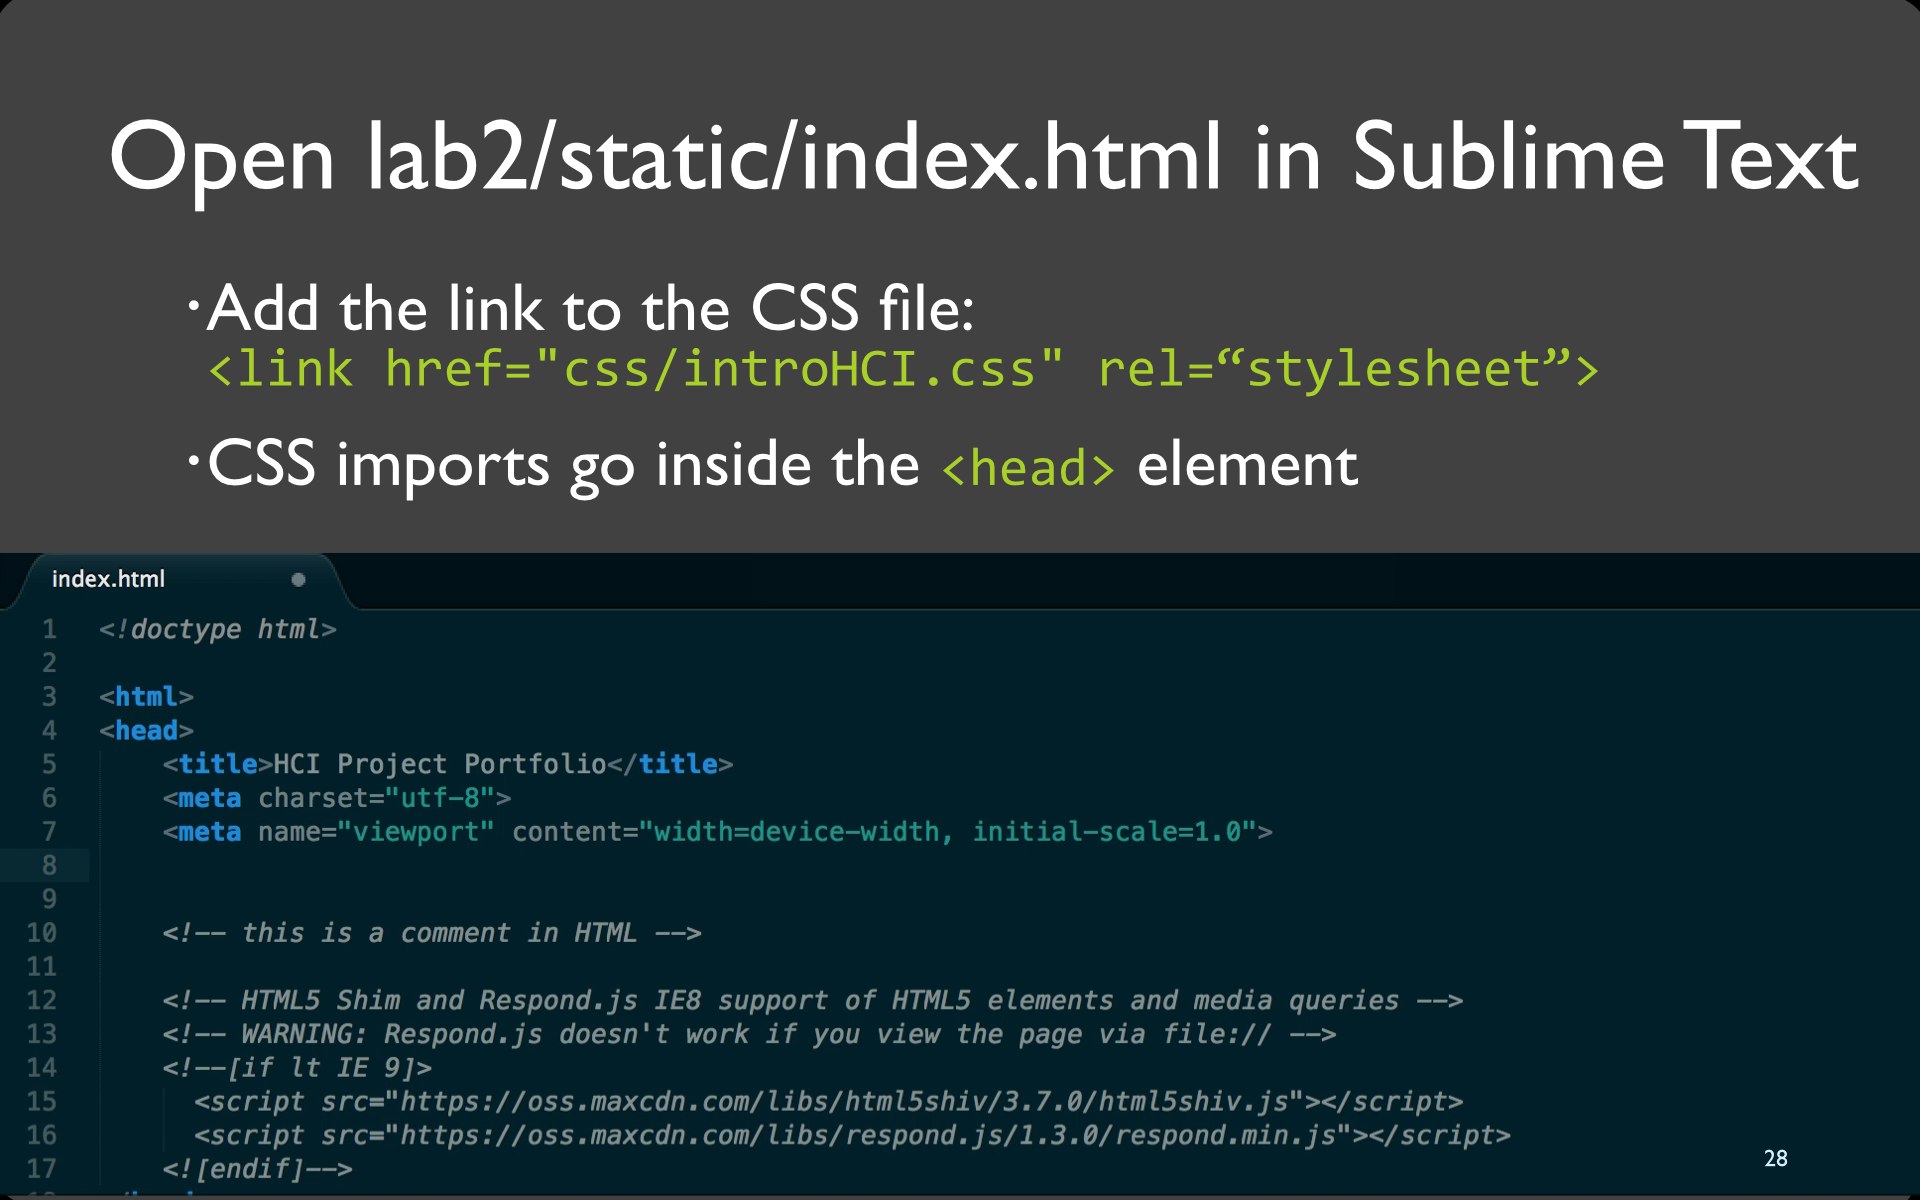 Open lab2/static/index.html in Sublime Text
·Add the link to the CSS file:
<link href="css/introHCI.css" rel=“stylesheet”>
·CSS imports go inside the <head> element
index.html
1 <!doctype html>
2
3 <html>
4 <head>
5 <title>HCI Project Portfolio</title>
6 <meta charset="utf-8">
7 <meta name="viewport" content="width=device-width, initial-scale=1.0">
8
9
10 <!-- this is a comment in HTML -->
11
12 <!-- HTML5 Shim and Respond.js IE8 support of HTML5 elements and media queries -->
13 <!-- WARNING: Respond.js doesn't work if you view the page via file:// -->
14 <!--[if lt IE 9]>
15 <script src="https://oss.maxcdn.com/libs/html5shiv/3.7.0/html5shiv.js"></script>
16 <script src="https://oss.maxcdn.com/libs/respond.js/1.3.0/respond.min.js"></script>
17 <![endif]-->
28